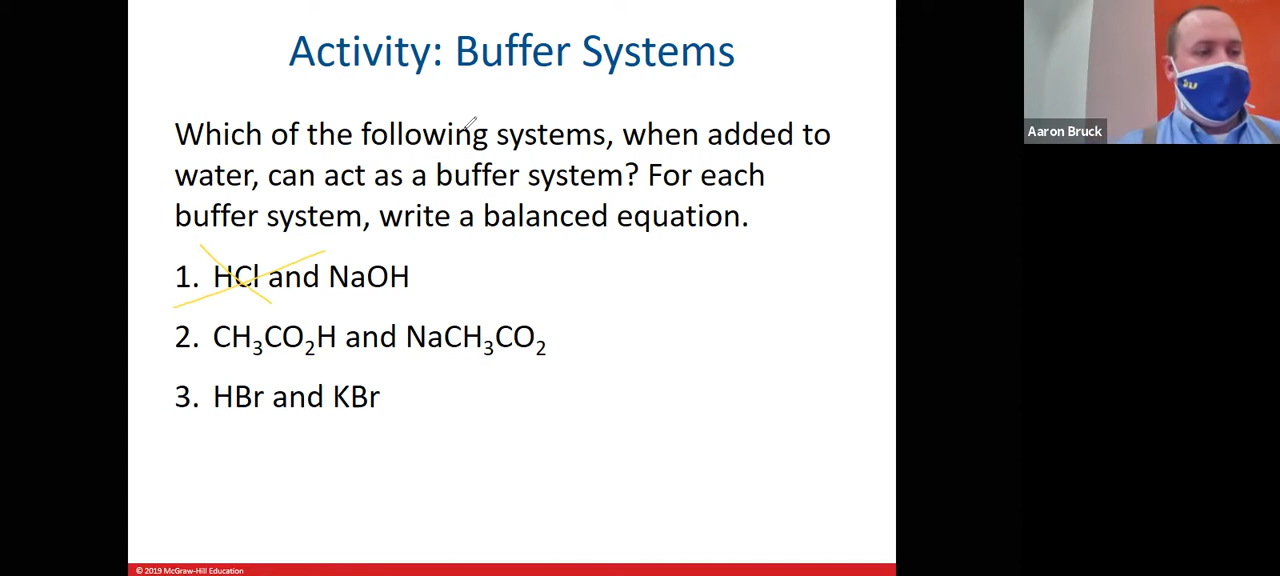 Activity: Buffer Systems
Aaron Bruck
Which of the following systems, when added to
water, can act as a buffer system? For each
buffer system, write a balanced equation.
1. HCl and NaOH
2. CH₃CO₂H and NaCH₃CO₂
3. HBr and KBr
© 2019 McGraw-Hill Education